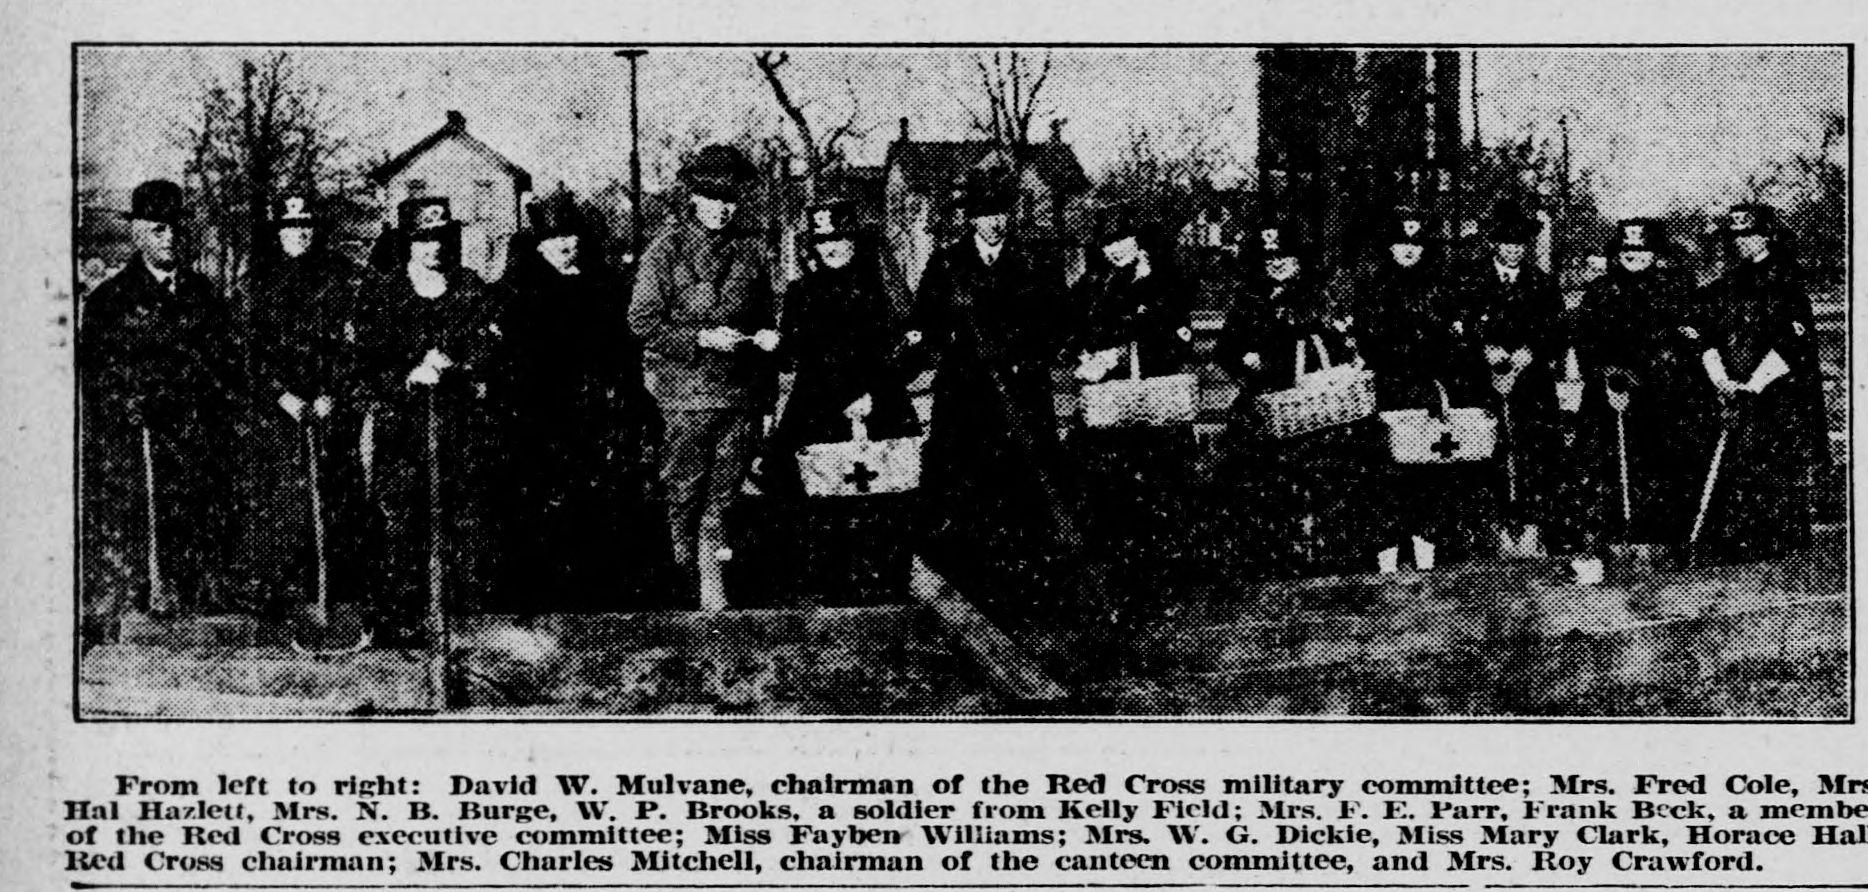 From left to right: David W. Mulvane, chairman of the Red Cross military committee; Mrs. Fred Cole, Mrs
Hal Hazlett, Mrs. N. B. Burge, W. P. Brooks, a soldier from Kelly Field; Mrs. F. E. Parr, Frank Beck, a membe
of the Red Cross executive committee; Miss Fayben Williams; Mrs. W. G. Dickie, Miss Mary Clark, Horace Hal
Red Cross chairman; Mrs. Charles Mitchell, chairman of the canteen committee, and Mrs. Roy Crawford.